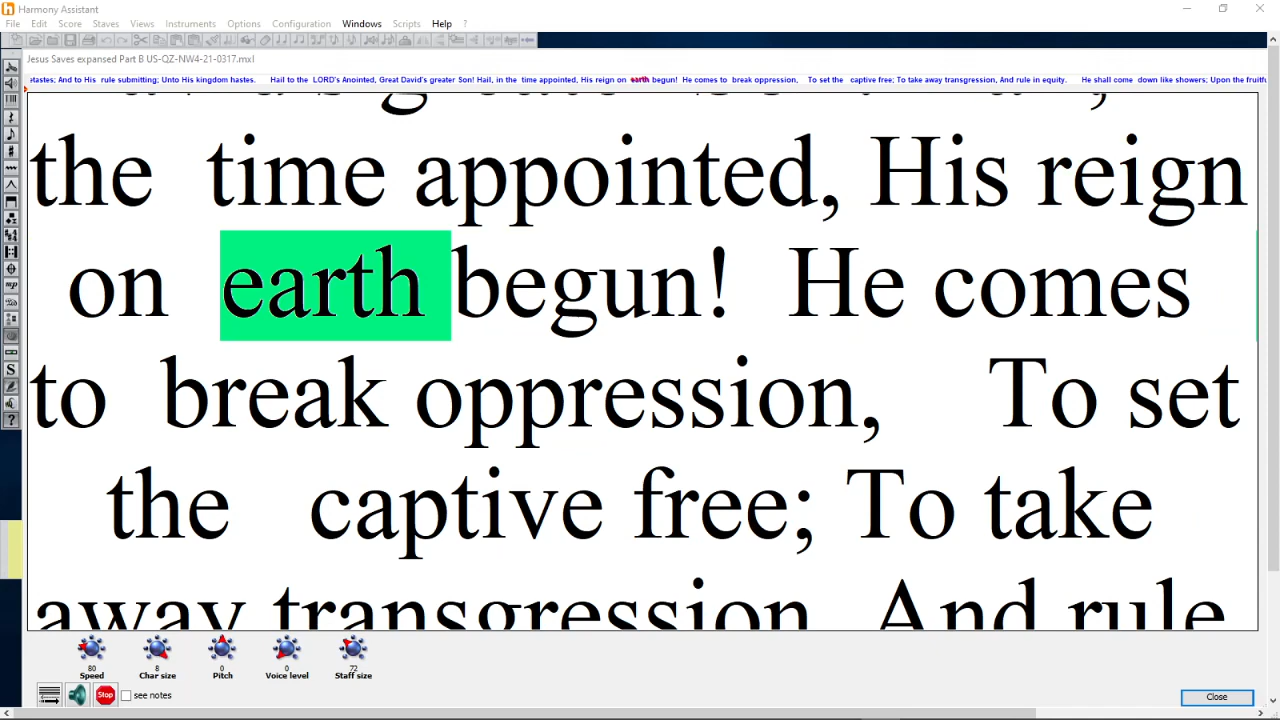 Harmony Assistant
File Edit Score Staves Views Instruments Options Configuration Windows Scripts Help ?
Jesus Saves expansed Part B US-QZ-NW4-21-0317.mxl
And to His rule submitting; Unto His kingdom hastes. Hail to the LORD's Anointed, Great David's greater Son! Hail, in the time appointed, His reign on earth begun! He comes to break oppression, To set the captive free; To take away transgression, And rule in equity. He shall come down like showers; Upon the
the time appointed, His reign
on earth begun! He comes
to break oppression, To set
the captive free; To take
away transgression, And rule
80 8 0 0 72
Speed Char size Pitch Voice level Staff size
Stop see notes Close